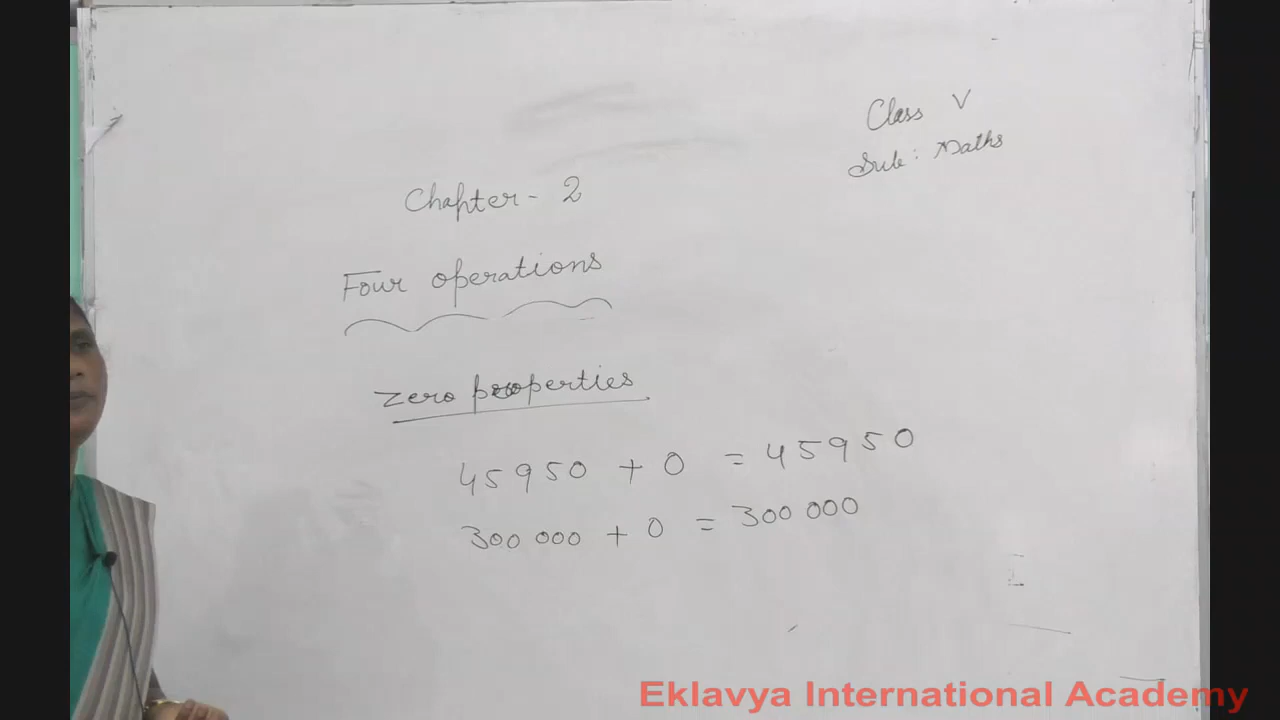 Class V
Sub: Maths
Chapter - 2
Four operations
Zero properties
45950 + 0 = 45950
300 000 + 0 = 300 000
Eklavya International Academy